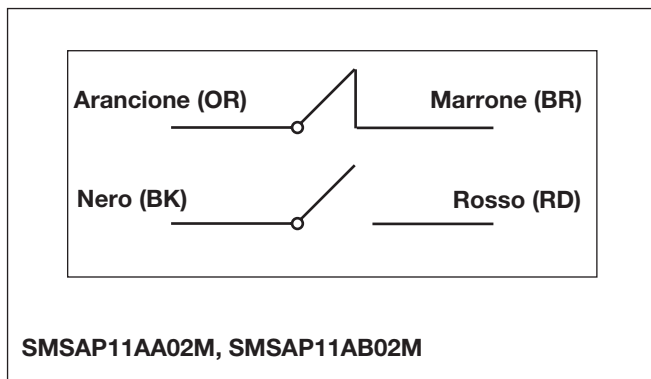 Arancione (OR) Marrone (BR)
Nero (BK) Rosso (RD)
SMSAP11AA02M, SMSAP11AB02M